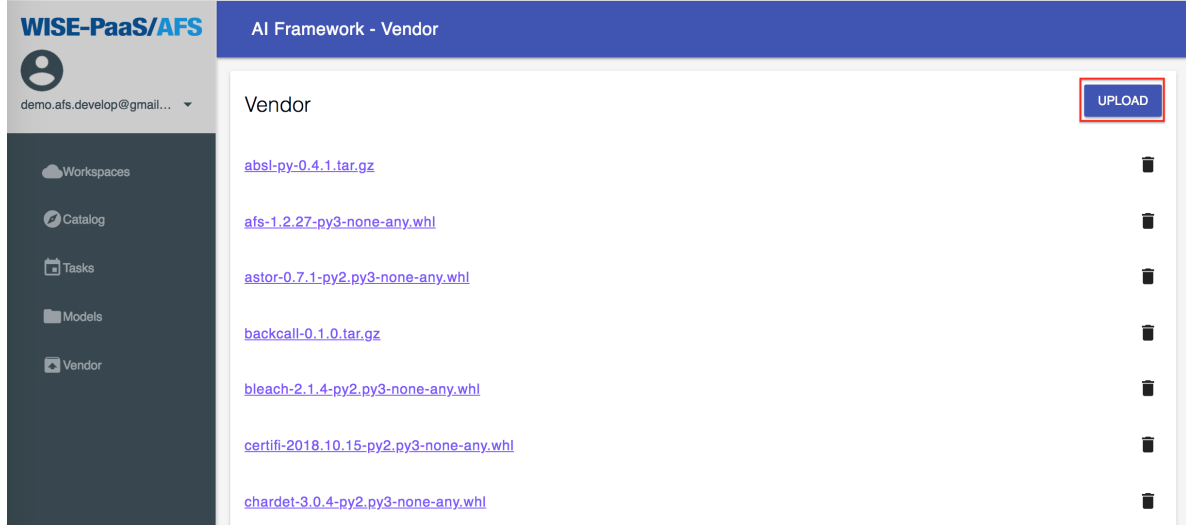 WISE-PaaS/AFS
demo.afs.develop@gmail...
Workspaces
Catalog
Tasks
Models
Vendor
AI Framework - Vendor
Vendor
UPLOAD
absl-py-0.4.1.tar.gz
afs-1.2.27-py3-none-any.whl
astor-0.7.1-py2.py3-none-any.whl
backcall-0.1.0.tar.gz
bleach-2.1.4-py2.py3-none-any.whl
certifi-2018.10.15-py2.py3-none-any.whl
chardet-3.0.4-py2.py3-none-any.whl